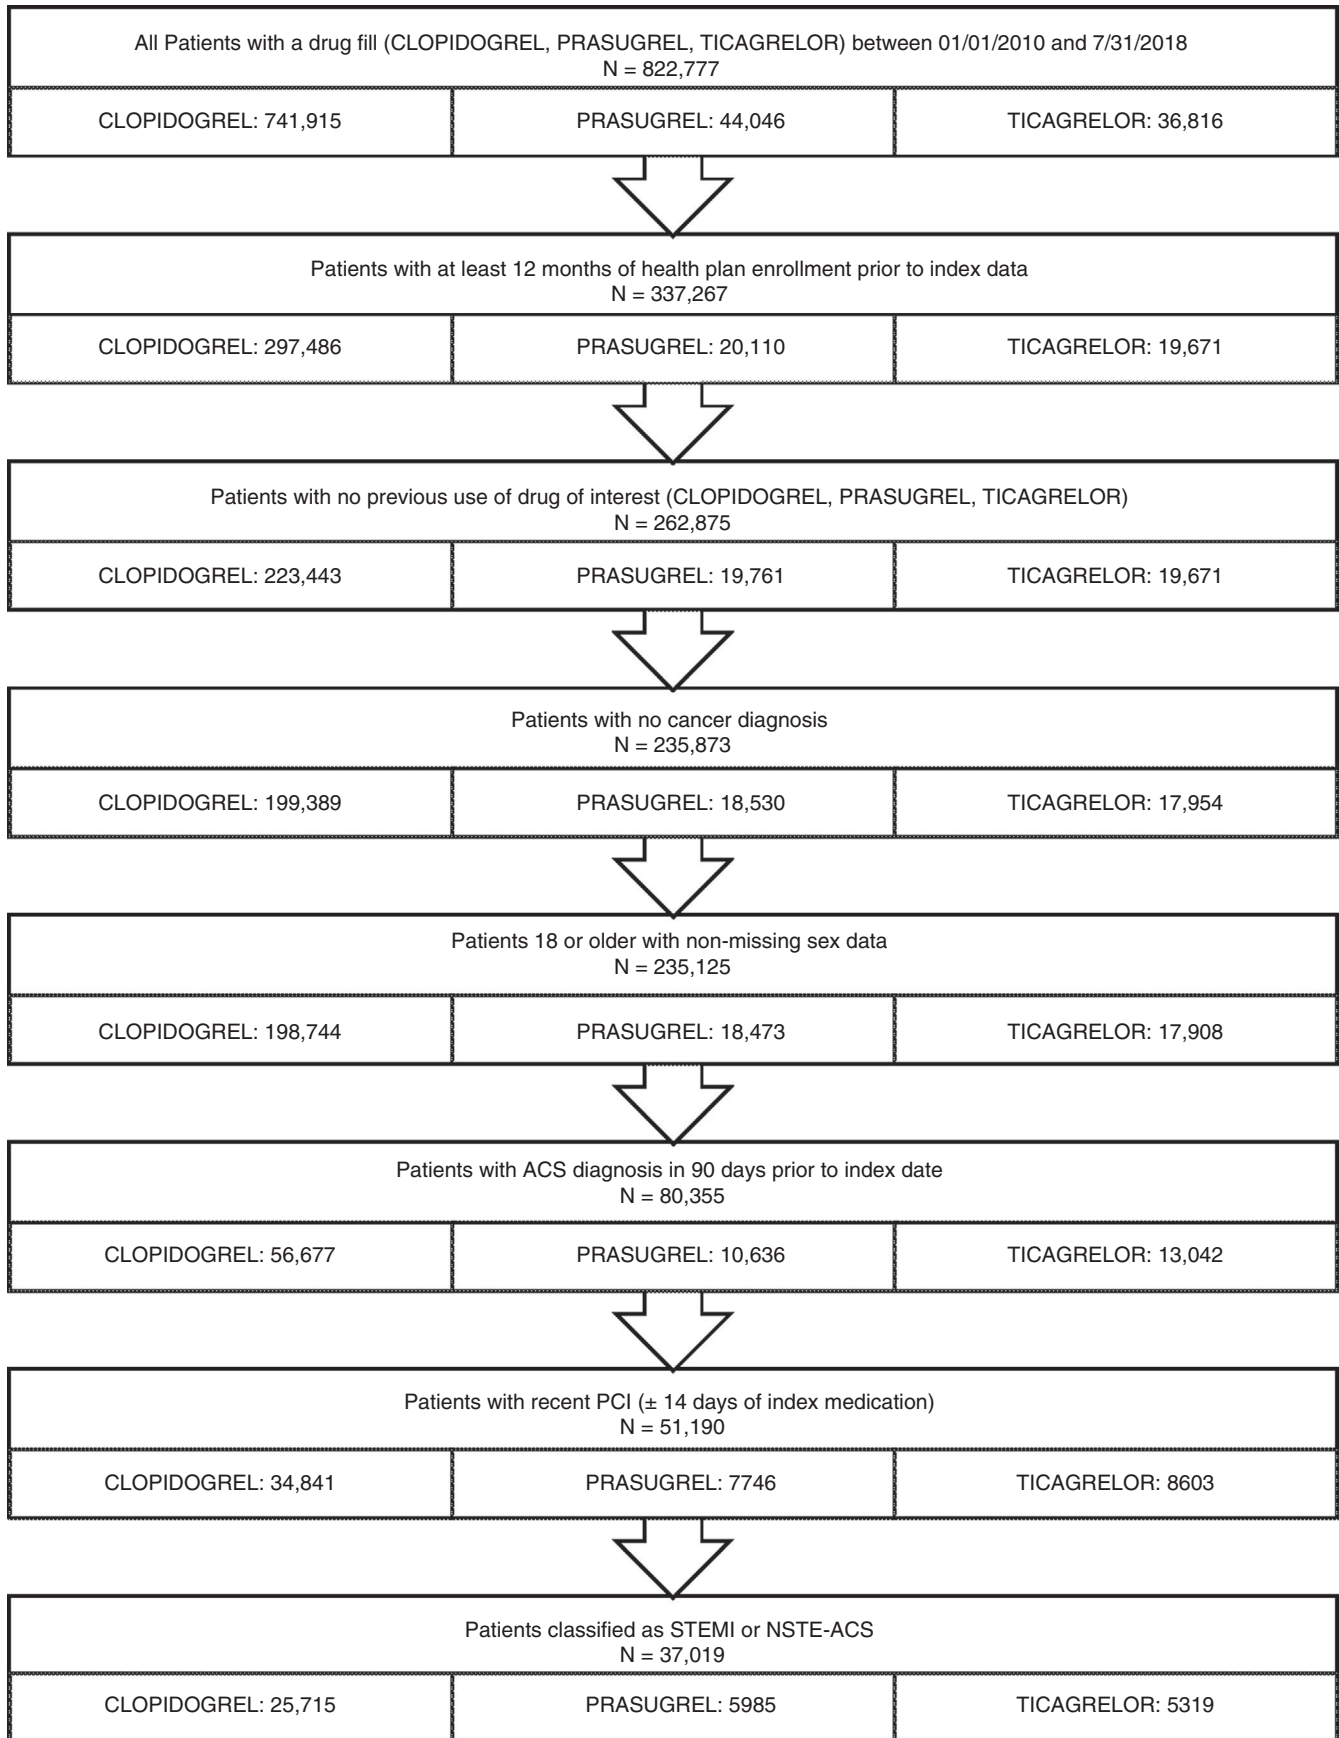 All Patients with a drug fill (CLOPIDOGREL, PRASUGREL, TICAGRELOR) between 01/01/2010 and 7/31/2018
N = 822,777
CLOPIDOGREL: 741,915
PRASUGREL: 44,046
TICAGRELOR: 36,816
Patients with at least 12 months of health plan enrollment prior to index data
N = 337,267
CLOPIDOGREL: 297,486
PRASUGREL: 20,110
TICAGRELOR: 19,671
Patients with no previous use of drug of interest (CLOPIDOGREL, PRASUGREL, TICAGRELOR)
N = 262,875
CLOPIDOGREL: 223,443
PRASUGREL: 19,761
TICAGRELOR: 19,671
Patients with no cancer diagnosis
N = 235,873
CLOPIDOGREL: 199,389
PRASUGREL: 18,530
TICAGRELOR: 17,954
Patients 18 or older with non-missing sex data
N = 235,125
CLOPIDOGREL: 198,744
PRASUGREL: 18,473
TICAGRELOR: 17,908
Patients with ACS diagnosis in 90 days prior to index date
N = 80,355
CLOPIDOGREL: 56,677
PRASUGREL: 10,636
TICAGRELOR: 13,042
Patients with recent PCI (± 14 days of index medication)
N = 51,190
CLOPIDOGREL: 34,841
PRASUGREL: 7746
TICAGRELOR: 8603
Patients classified as STEMI or NSTE-ACS
N = 37,019
CLOPIDOGREL: 25,715
PRASUGREL: 5985
TICAGRELOR: 5319